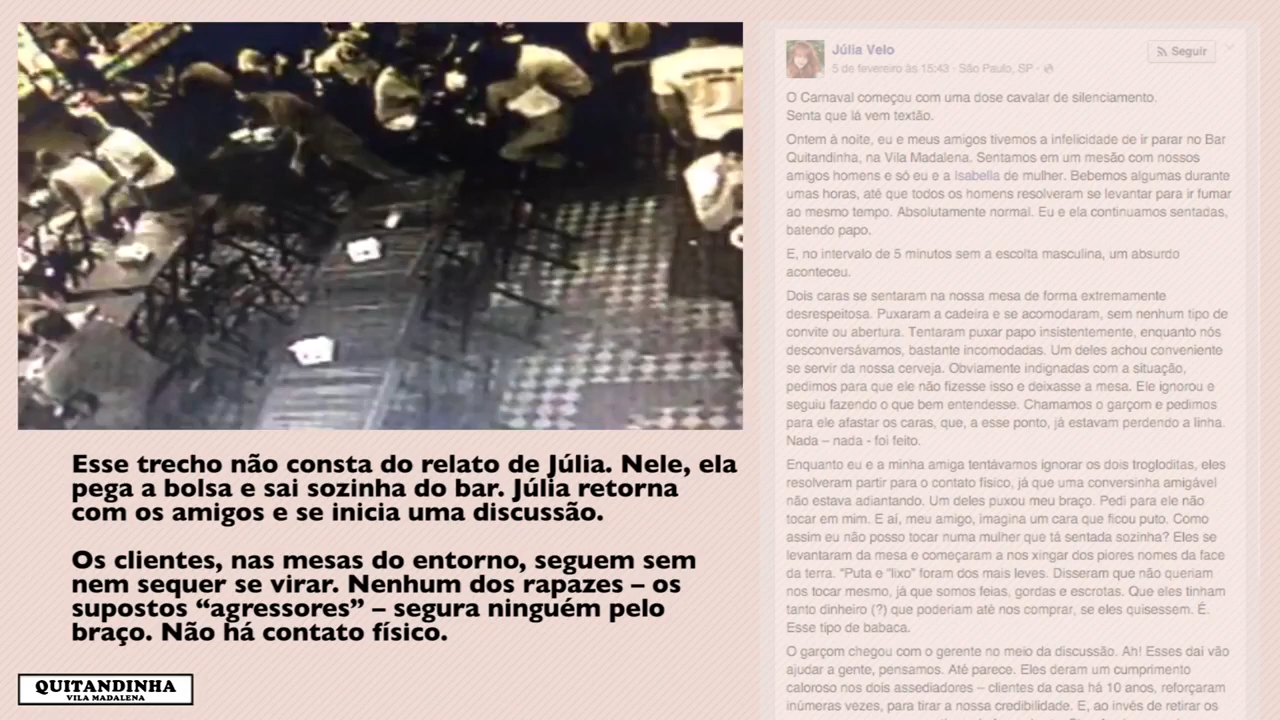 Esse trecho não consta do relato de Júlia. Nele, ela
pega a bolsa e sai sozinha do bar. Júlia retorna
com os amigos e se inicia uma discussão.
Os clientes, nas mesas do entorno, seguem sem
nem sequer se virar. Nenhum dos rapazes – os
supostos “agressores” – segura ninguém pelo
braço. Não há contato físico.
QUITANDINHA
VILA MADALENA
Júlia Velo
Seguir
5 de fevereiro às 15:43 · São Paulo, SP ·
O Carnaval começou com uma dose cavalar de silenciamento.
Senta que lá vem textão.
Ontem à noite, eu e meus amigos tivemos a infelicidade de ir parar no Bar
Quitandinha, na Vila Madalena. Sentamos em um mesão com nossos
amigos homens e só eu e a Isabella de mulher. Bebemos algumas durante
umas horas, até que todos os homens resolveram se levantar para ir fumar
ao mesmo tempo. Absolutamente normal. Eu e ela continuamos sentadas,
batendo papo.
E, no intervalo de 5 minutos sem a escolta masculina, um absurdo
aconteceu.
Dois caras se sentaram na nossa mesa de forma extremamente
desrespeitosa. Puxaram a cadeira e se acomodaram, sem nenhum tipo de
convite ou abertura. Tentaram puxar papo insistentemente, enquanto nós
desconversávamos, bastante incomodadas. Um deles achou conveniente
se servir da nossa cerveja. Obviamente indignadas com a situação,
pedimos para que ele não fizesse isso e deixasse a mesa. Ele ignorou e
seguiu fazendo o que bem entendesse. Chamamos o garçom e pedimos
para ele afastar os caras, que, a esse ponto, já estavam perdendo a linha.
Nada – nada - foi feito.
Enquanto eu e a minha amiga tentávamos ignorar os dois trogloditas, eles
resolveram partir para o contato físico, já que uma conversinha amigável
não estava adiantando. Um deles puxou meu braço. Pedi para ele não
tocar em mim. E aí, meu amigo, imagina um cara que ficou puto. Como
assim eu não posso tocar numa mulher que tá sentada sozinha? Eles se
levantaram da mesa e começaram a nos xingar dos piores nomes da face
da terra. "Puta e "lixo" foram dos mais leves. Disseram que não queriam
nos tocar mesmo, já que somos feias, gordas e escrotas. Que eles tinham
tanto dinheiro (?) que poderiam até nos comprar, se eles quisessem. É.
Esse tipo de babaca.
O garçom chegou com o gerente no meio da discussão. Ah! Esses daí vão
ajudar a gente, pensamos. Até parece. Eles deram um cumprimento
caloroso nos dois assediadores – clientes da casa há 10 anos, reforçaram
inúmeras vezes, para tirar a nossa credibilidade. E, ao invés de retirar os